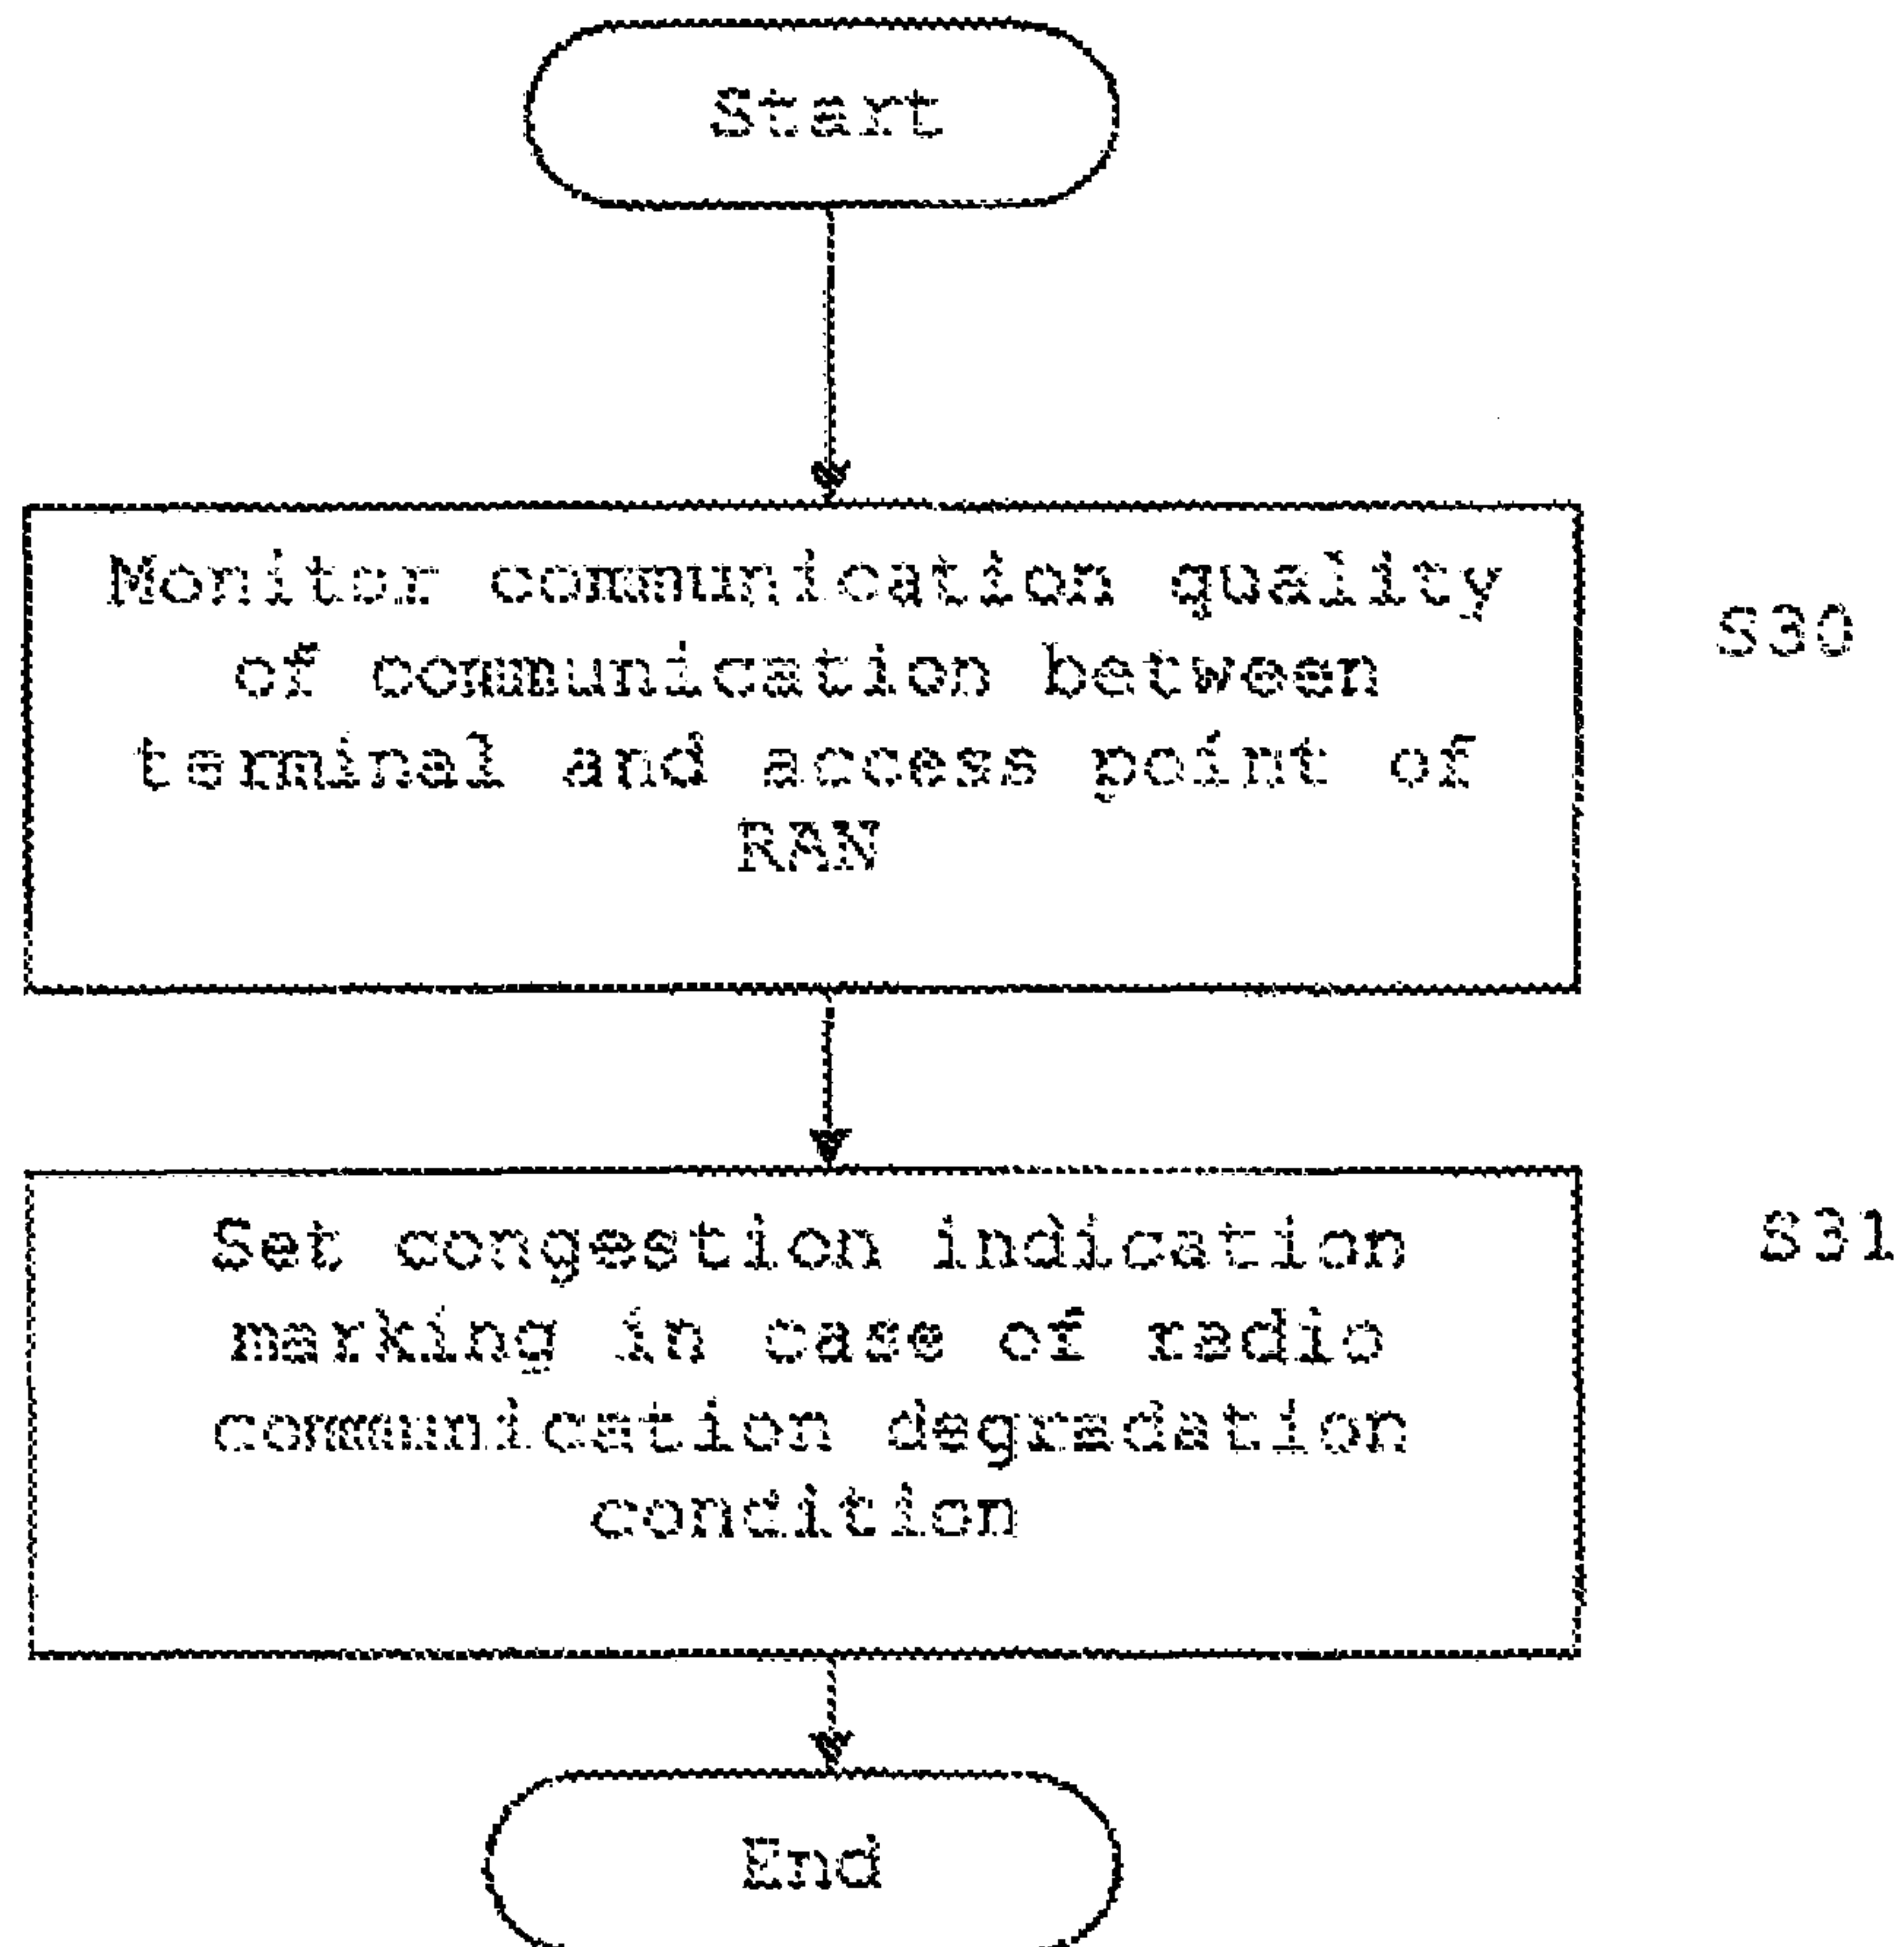 Start
Monitor communication quality
of communication between
terminal and access point of
RAN
S30
Set congestion indication
marking in case of radio
communication degradation
condition
S31
End